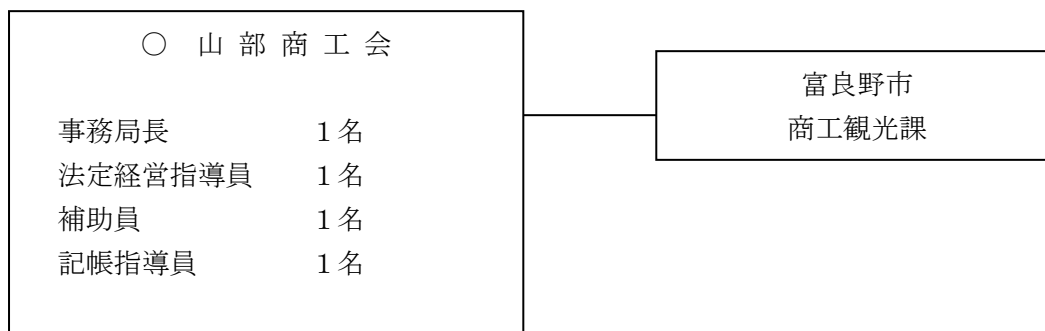 ○ 山部商工会
事務局長 １名
法定経営指導員 １名
補助員 １名
記帳指導員 １名
富良野市
商工観光課